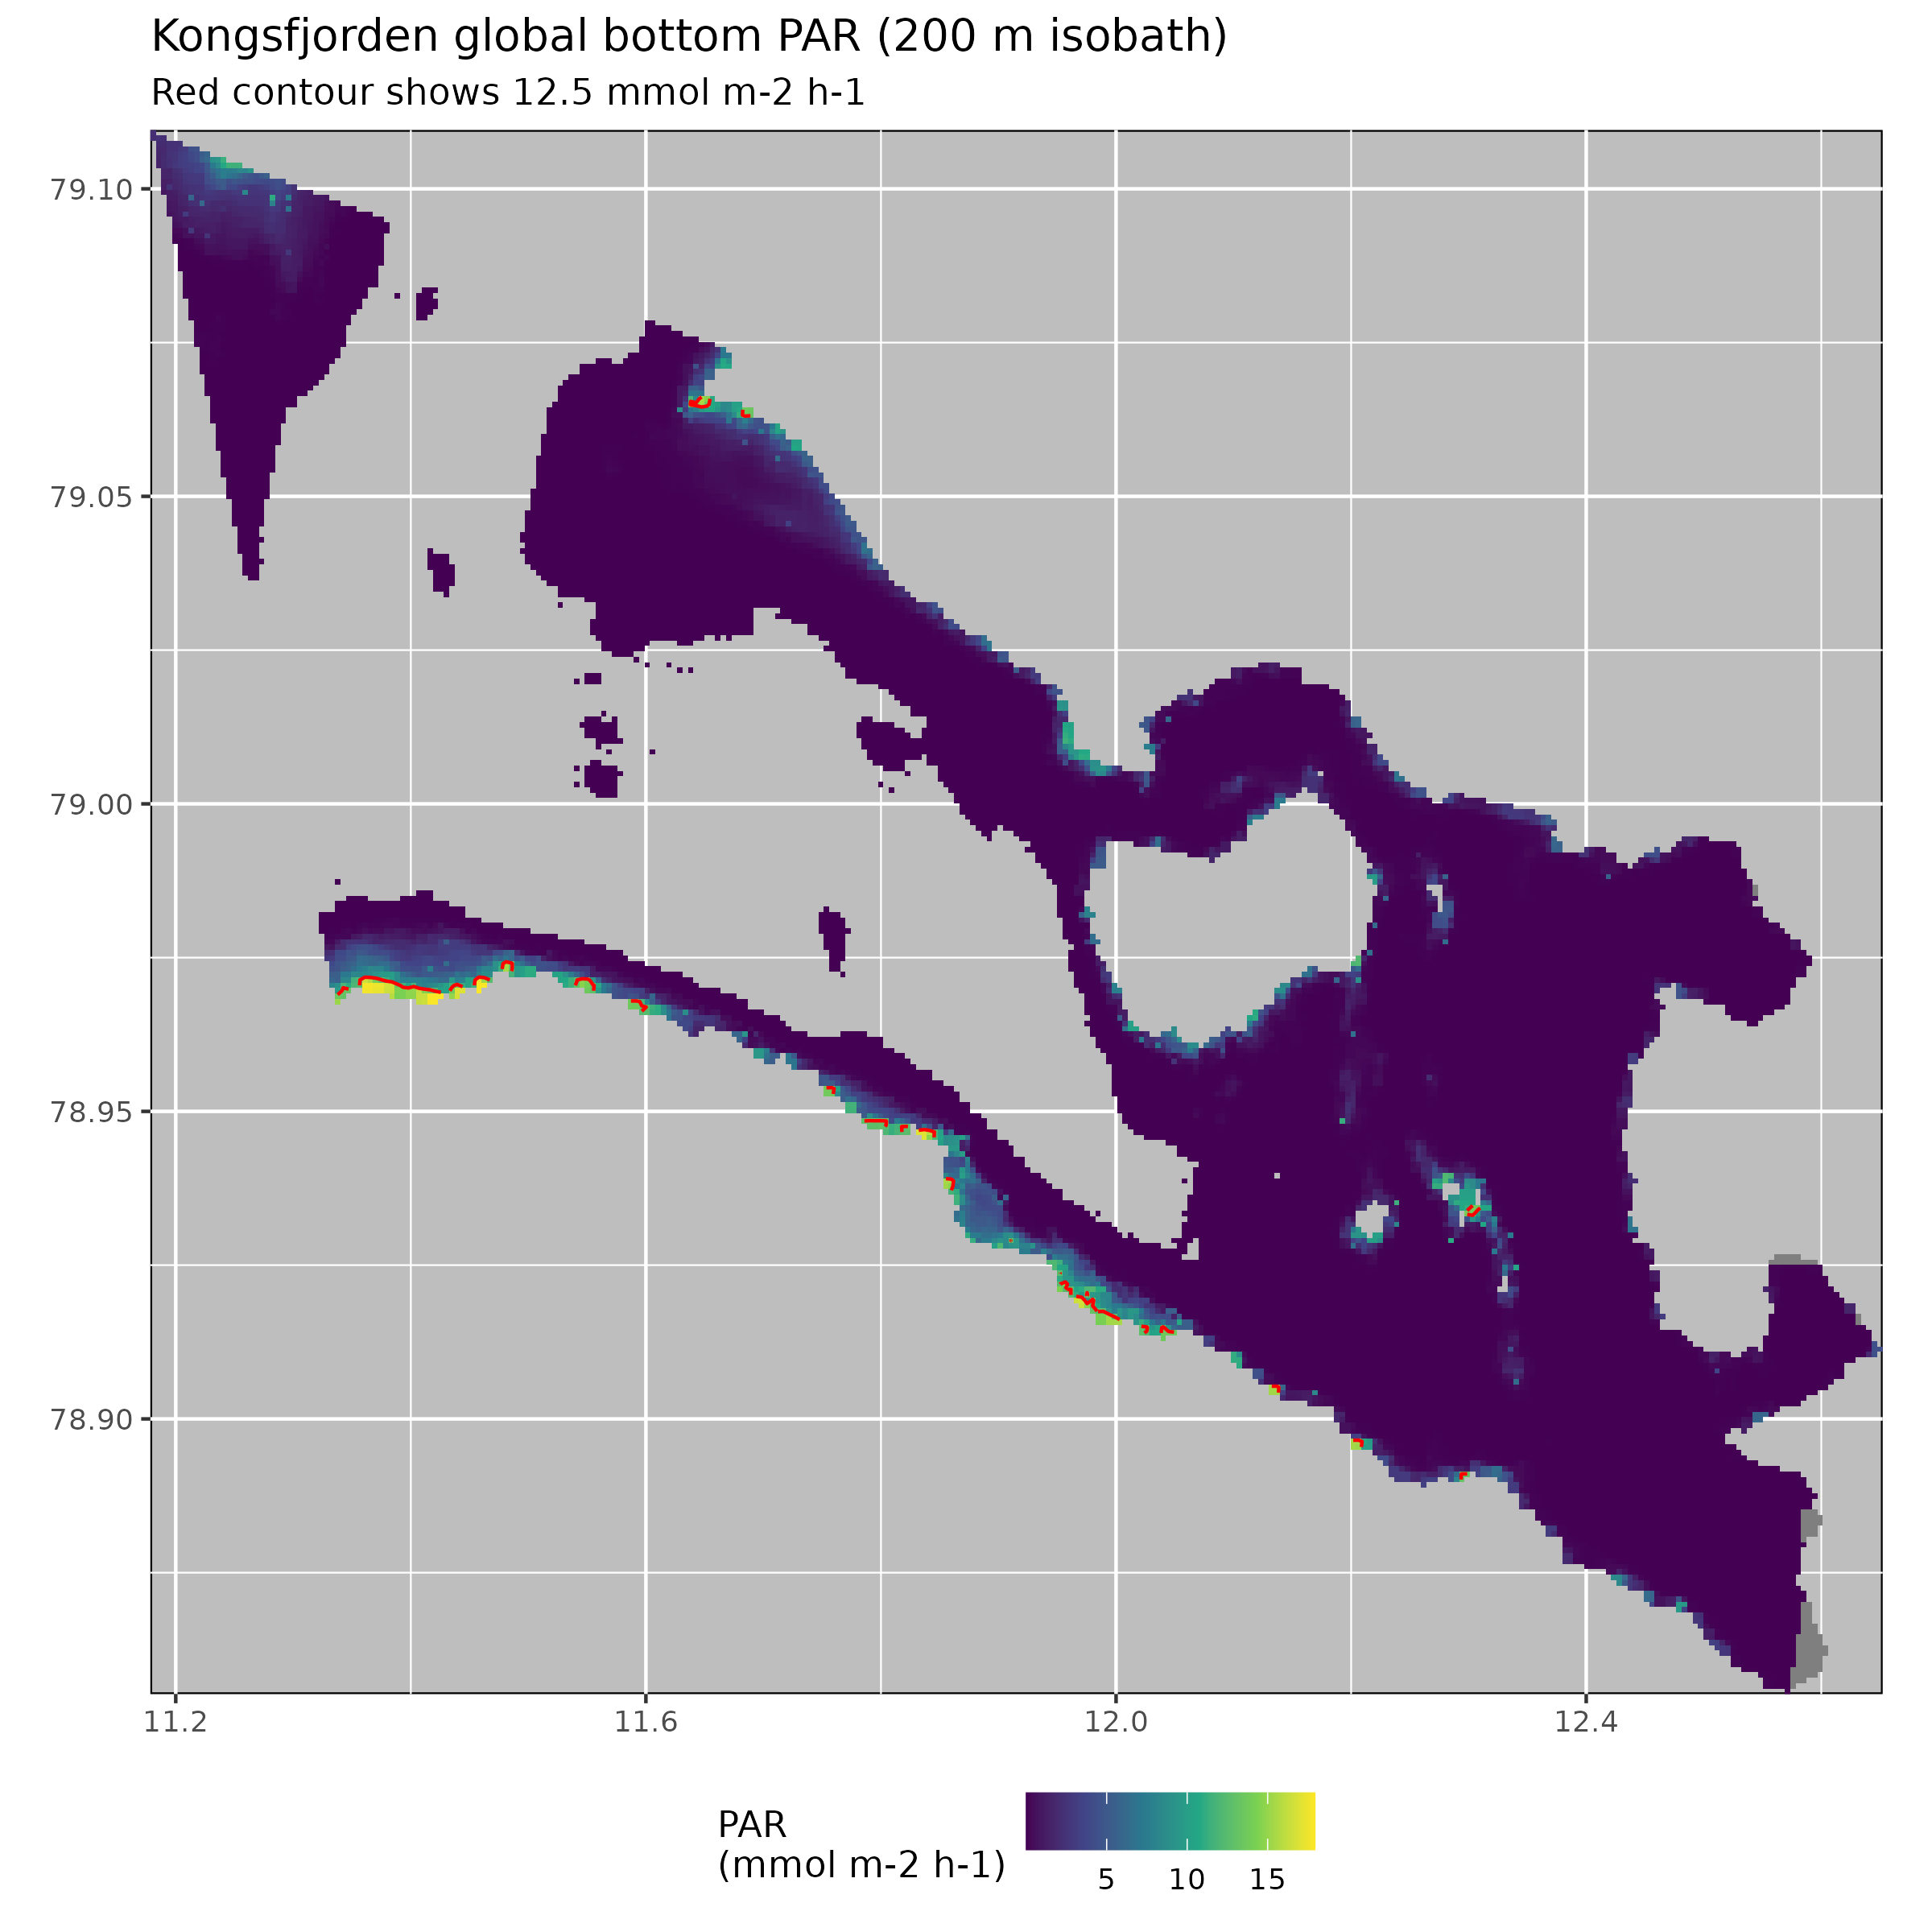 Kongsfjorden global bottom PAR (200 m isobath)
Red contour shows 12.5 mmol m-2 h-1
79.10
79.05
79.00
78.95
78.90
11.2 11.6 12.0 12.4
PAR
(mmol m-2 h-1)
5 10 15